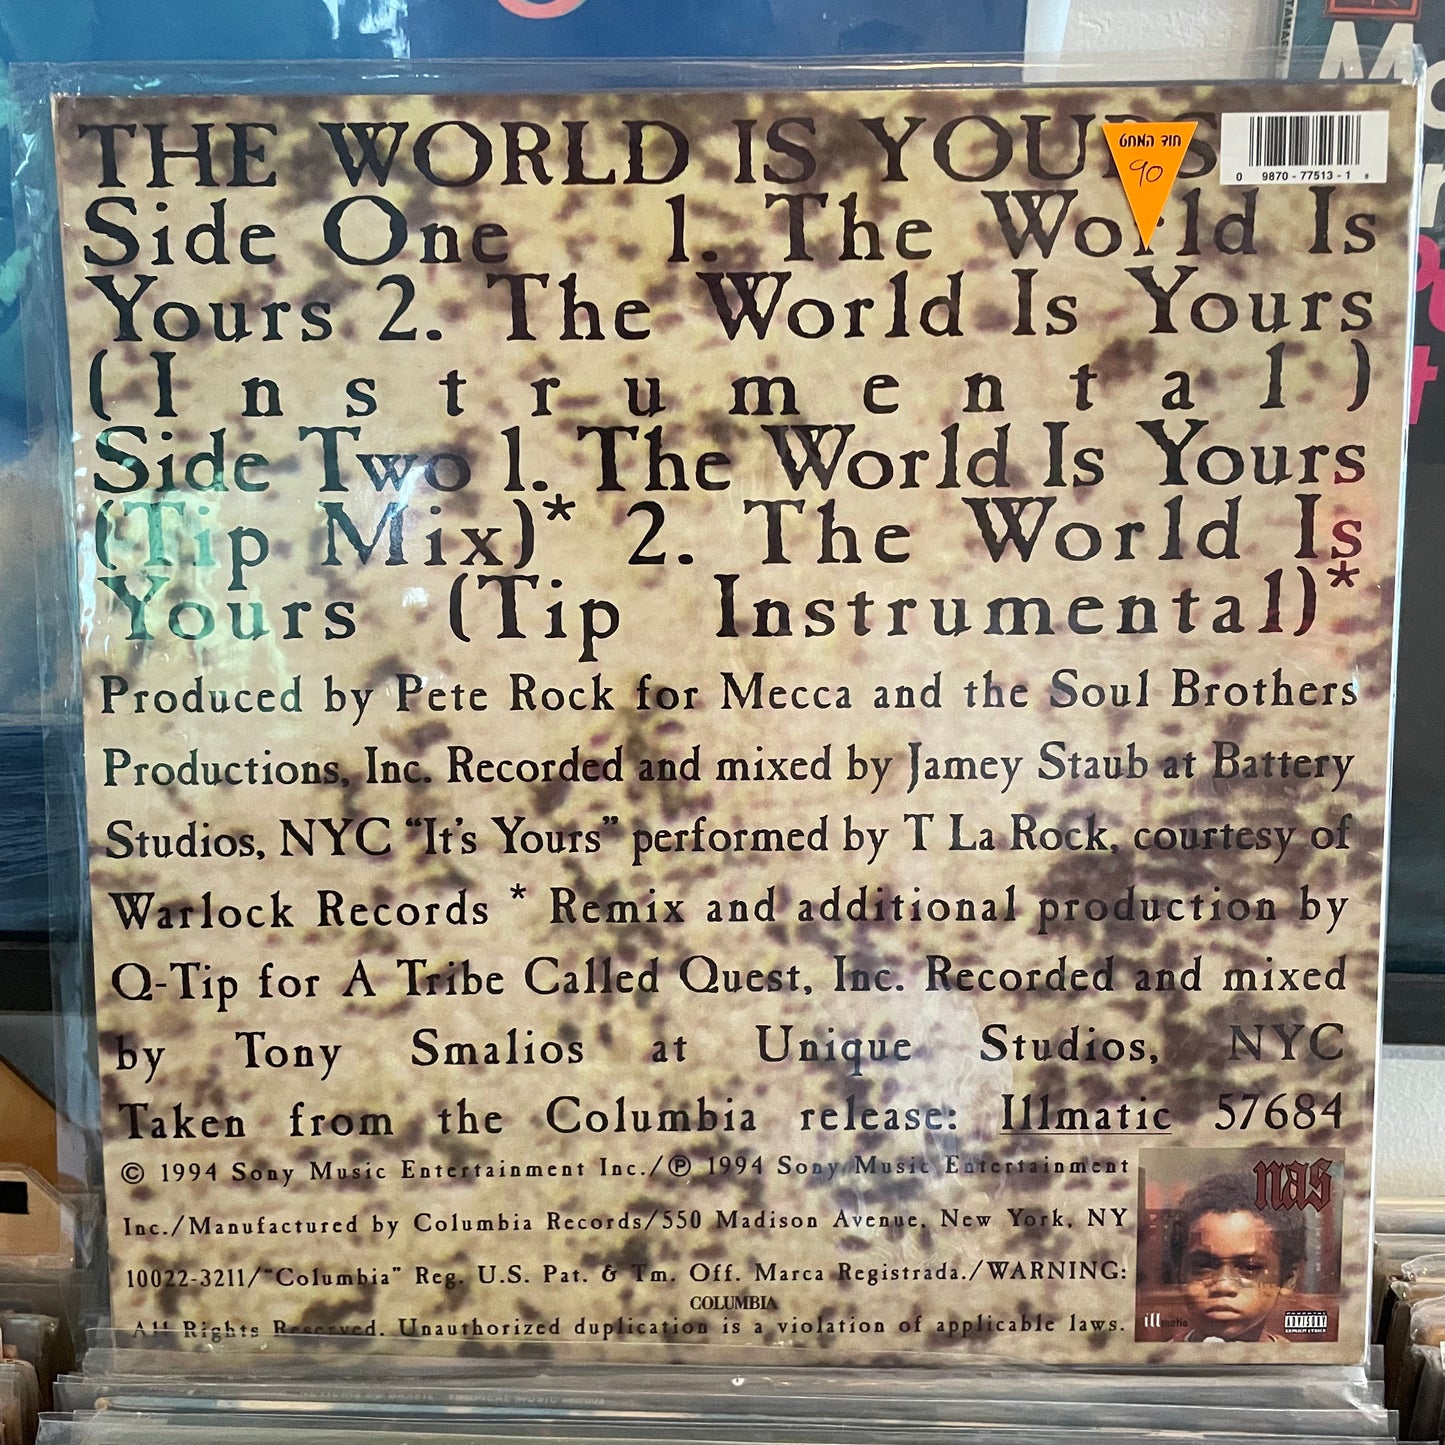 THE WORLD IS YOURS
חוד המחט
90
0 9870-77513-1 8
Side One 1. The World Is
Yours 2. The World Is Yours
(Instrumental)
Side Two 1. The World Is Yours
(Tip Mix)* 2. The World Is
Yours (Tip Instrumental)*
Produced by Pete Rock for Mecca and the Soul Brothers
Productions, Inc. Recorded and mixed by Jamey Staub at Battery
Studios, NYC “It's Yours” performed by T La Rock, courtesy of
Warlock Records * Remix and additional production by
Q-Tip for A Tribe Called Quest, Inc. Recorded and mixed
by Tony Smalios at Unique Studios, NYC
Taken from the Columbia release: Illmatic 57684
© 1994 Sony Music Entertainment Inc./℗ 1994 Sony Music Entertainment
Inc./Manufactured by Columbia Records/550 Madison Avenue, New York, NY
10022-3211/“Columbia” Reg. U.S. Pat. & Tm. Off. Marca Registrada./WARNING:
COLUMBIA
All Rights Reserved. Unauthorized duplication is a violation of applicable laws.
nas
illmatic
PARENTAL
ADVISORY
EXPLICIT LYRICS